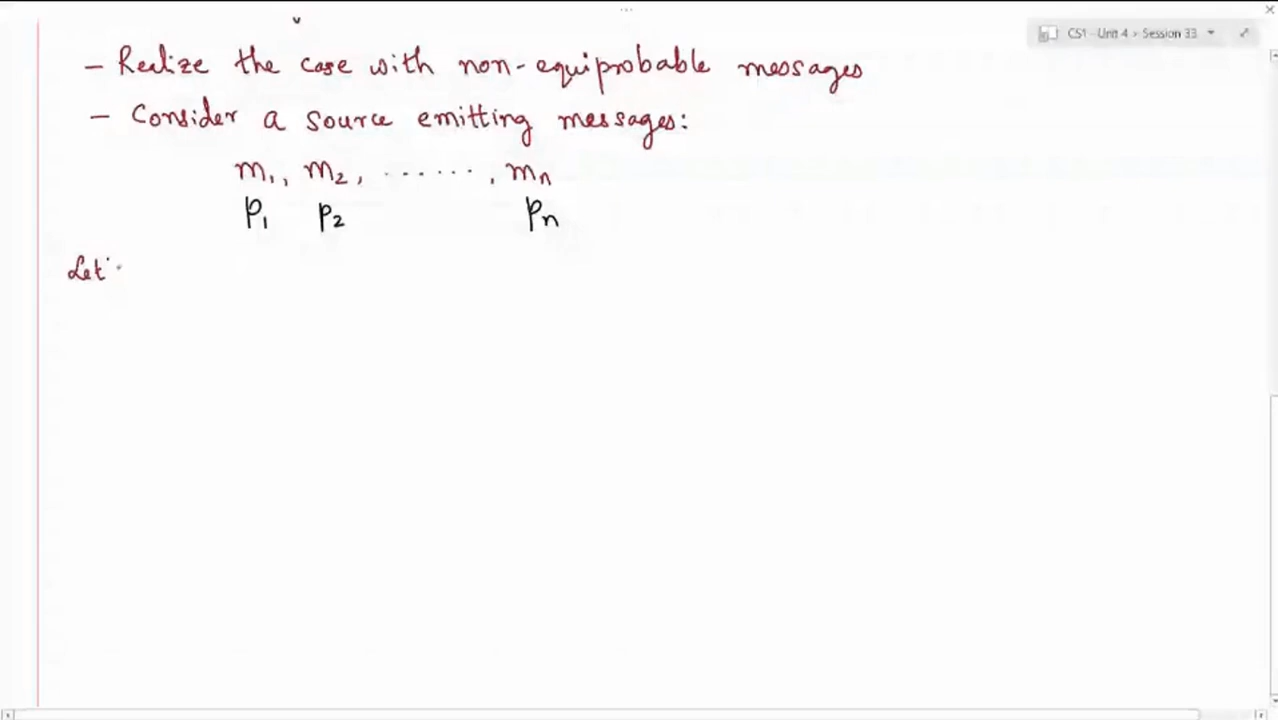 CS1 - Unit 4 > Session 33
- Realize the case with non-equiprobable messages
- Consider a source emitting messages:
m₁, m₂, ......, mₙ
p₁ p₂ pₙ
Let